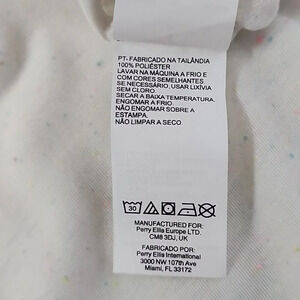 PT- FABRICADO NA TAILÂNDIA
100% POLIÉSTER
LAVAR NA MÁQUINA A FRIO E
COM CORES SEMELHANTES.
SE NECESSÁRIO, USAR LIXÍVIA
SEM CLORO.
SECAR A BAIXA TEMPERATURA.
ENGOMAR A FRIO.
NÃO ENGOMAR SOBRE A
ESTAMPA.
NÃO LIMPAR A SECO.
30
MANUFACTURED FOR:
Perry Ellis Europe LTD.
CM8 3DJ, UK
FABRICADO POR:
Perry Ellis International
3000 NW 107th Ave
Miami, FL 33172